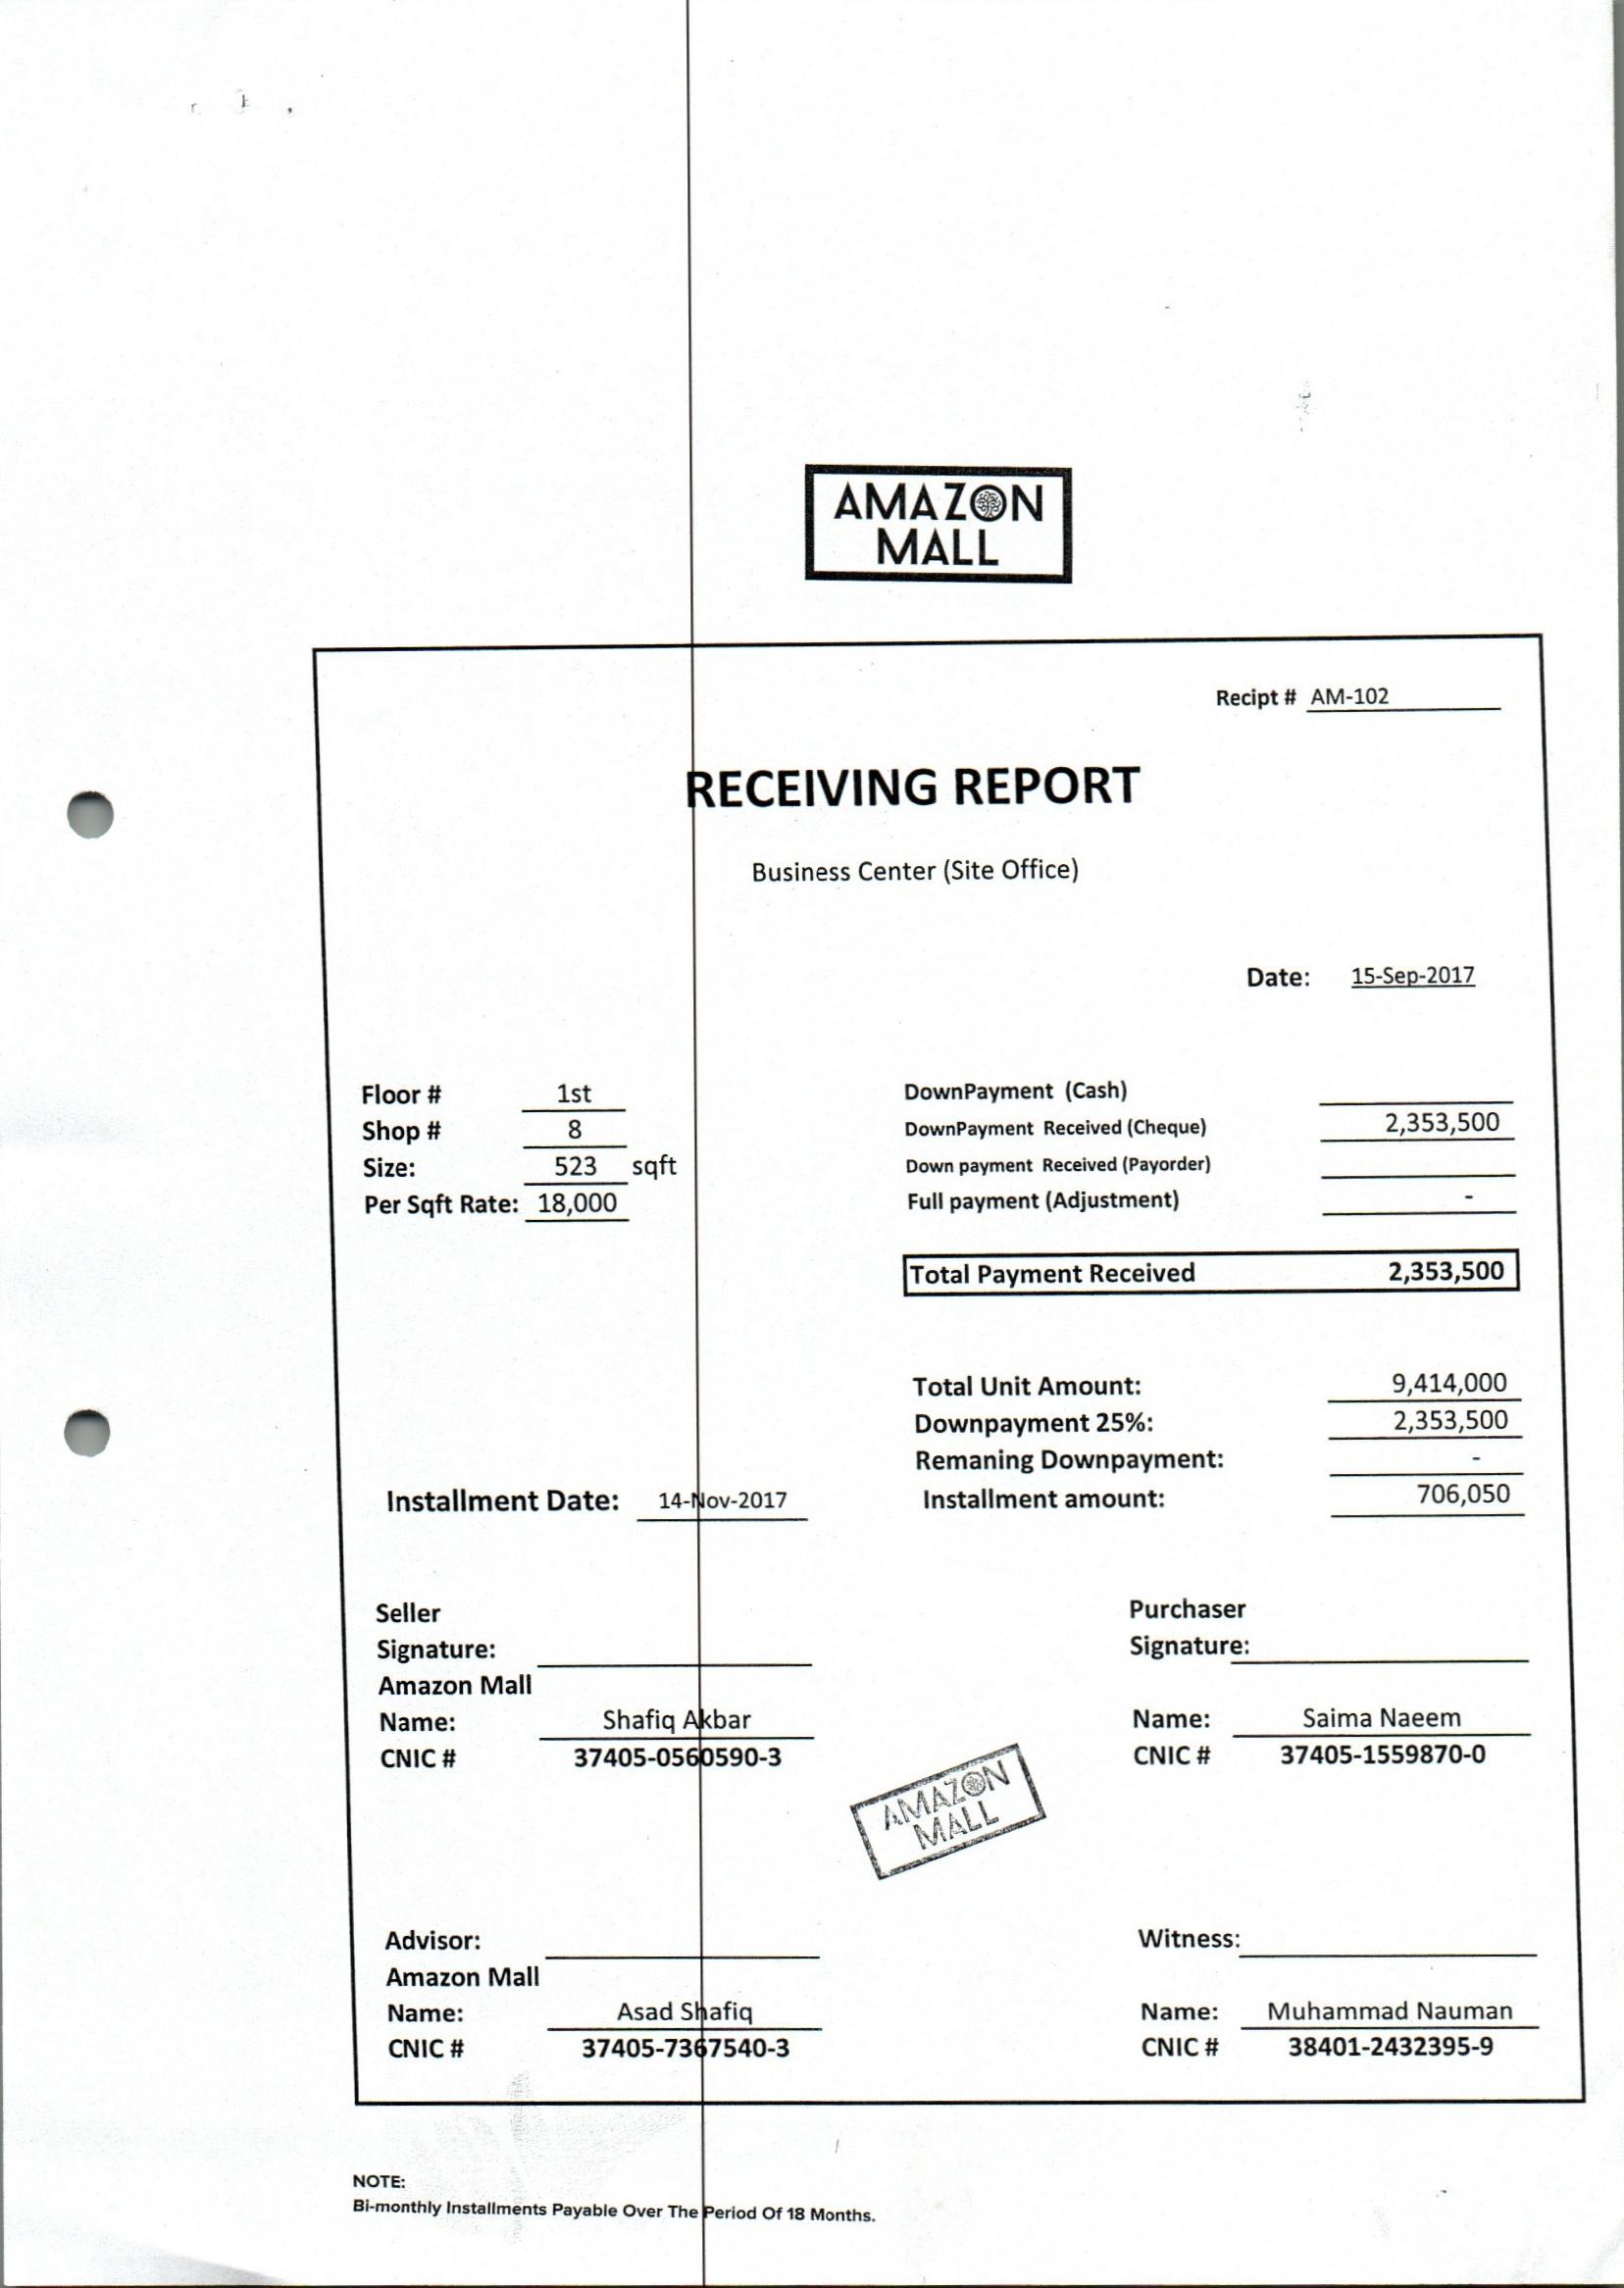 AMAZON
MALL
Recipt # AM-102
RECEIVING REPORT
Business Center (Site Office)
Date: 15-Sep-2017
Floor # 1st
Shop # 8
Size: 523 sqft
Per Sqft Rate: 18,000
DownPayment (Cash)
DownPayment Received (Cheque) 2,353,500
Down payment Received (Payorder)
Full payment (Adjustment) -
Total Payment Received 2,353,500
Total Unit Amount: 9,414,000
Downpayment 25%: 2,353,500
Remaning Downpayment: -
Installment Date: 14-Nov-2017
Installment amount: 706,050
Seller
Signature:
Amazon Mall
Name: Shafiq Akbar
CNIC # 37405-0560590-3
Purchaser
Signature:
Name: Saima Naeem
CNIC # 37405-1559870-0
AMAZON
MALL
Advisor:
Amazon Mall
Name: Asad Shafiq
CNIC # 37405-7367540-3
Witness:
Name: Muhammad Nauman
CNIC # 38401-2432395-9
NOTE:
Bi-monthly Installments Payable Over The Period Of 18 Months.